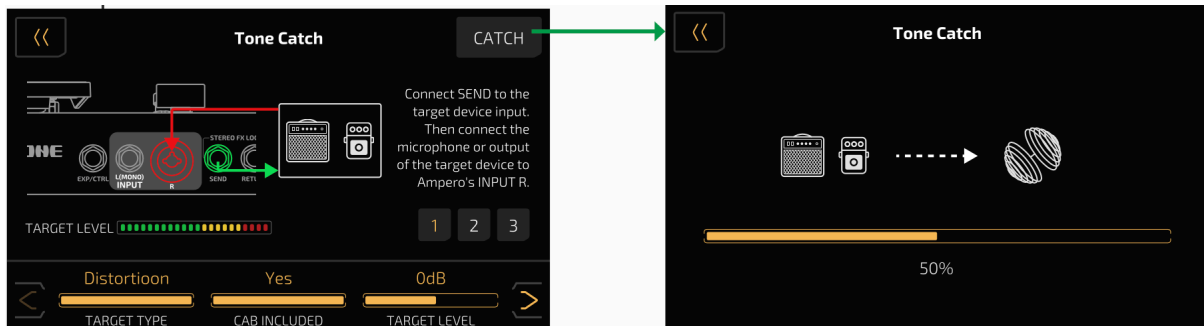 Tone Catch
CATCH
Connect SEND to the
target device input.
Then connect the
microphone or output
of the target device to
Ampero's INPUT R.
STEREO FX
EXP/CTRL
L(MONO)
INPUT
R
SEND
TARGET LEVEL
1 2 3
Distortioon
Yes
0dB
TARGET TYPE
CAB INCLUDED
TARGET LEVEL
Tone Catch
50%